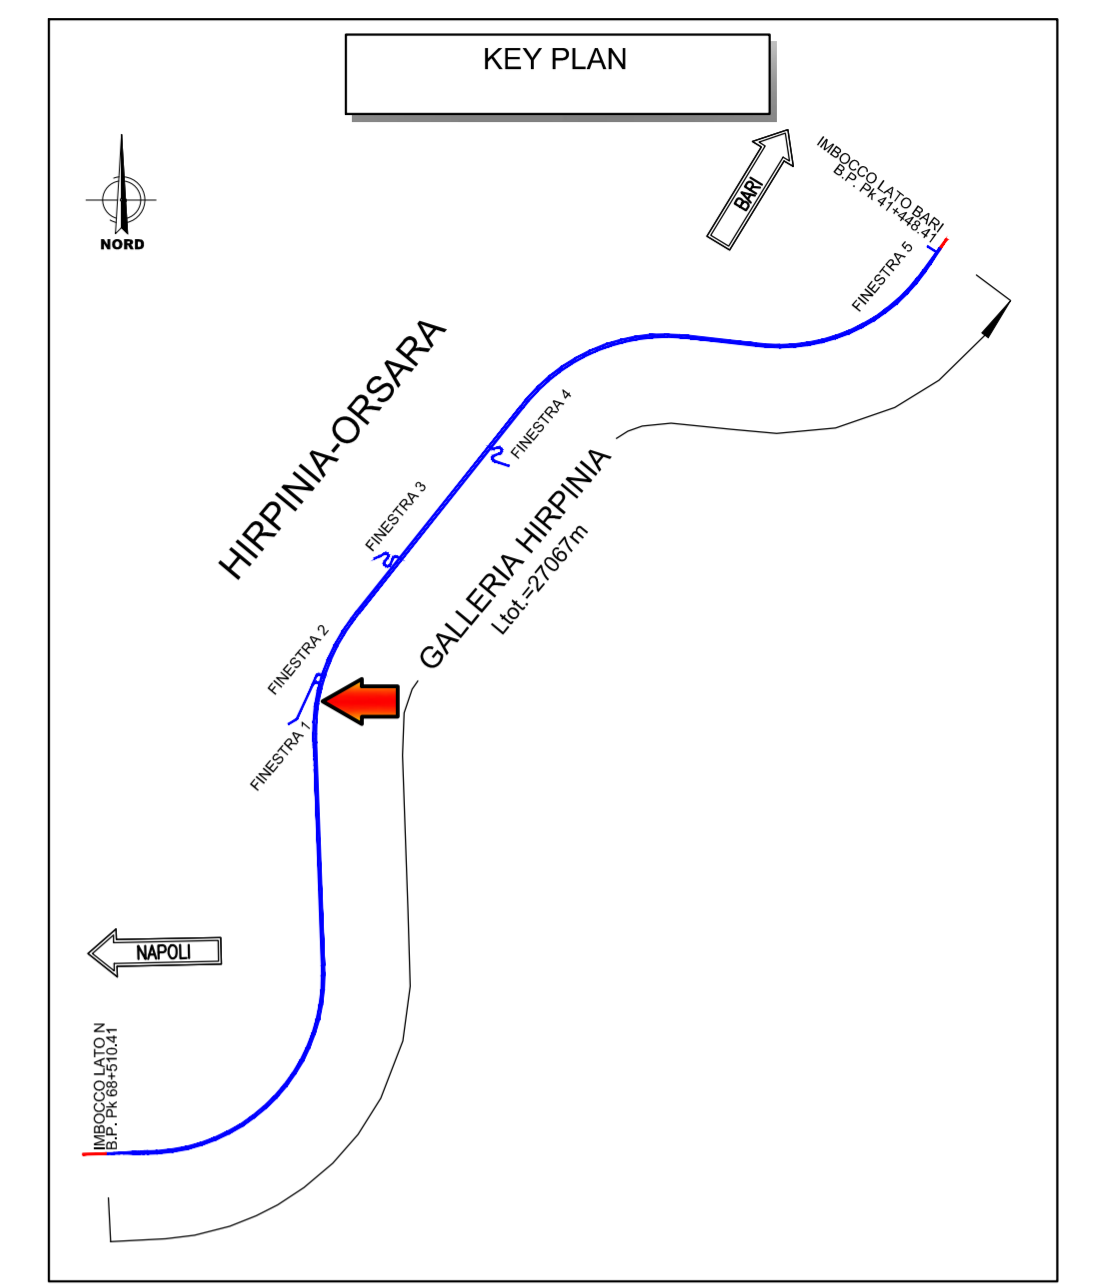 KEY PLAN
NORD
BARI
IMBOCCO LATO BARI
B.P. Pk 41+448.41
FINESTRA 5
HIRPINIA-ORSARA
FINESTRA 4
FINESTRA 3
GALLERIA HIRPINIA
Ltot.=27067m
FINESTRA 2
FINESTRA 1
NAPOLI
IMBOCCO LATO N
B.P. Pk 68+510.41